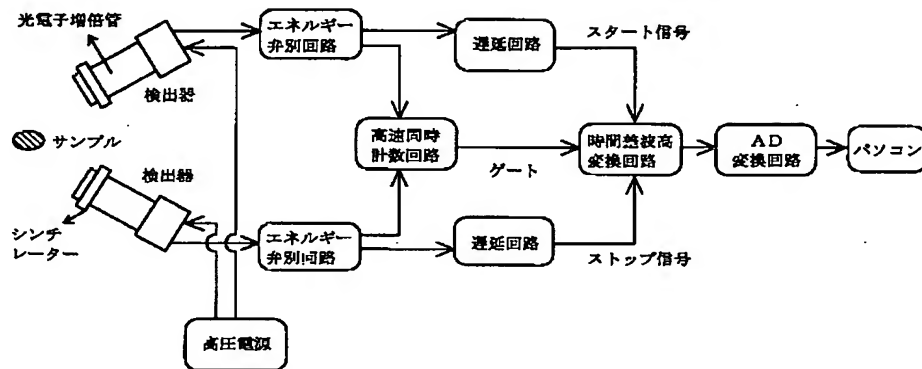 光電子増倍管
検出器
サンプル
検出器
シンチ
レーター
エネルギー
弁別回路
遅延回路
スタート信号
高速同時
計数回路
ゲート
時間差波高
変換回路
AD
変換回路
パソコン
エネルギー
弁別回路
遅延回路
ストップ信号
高圧電源